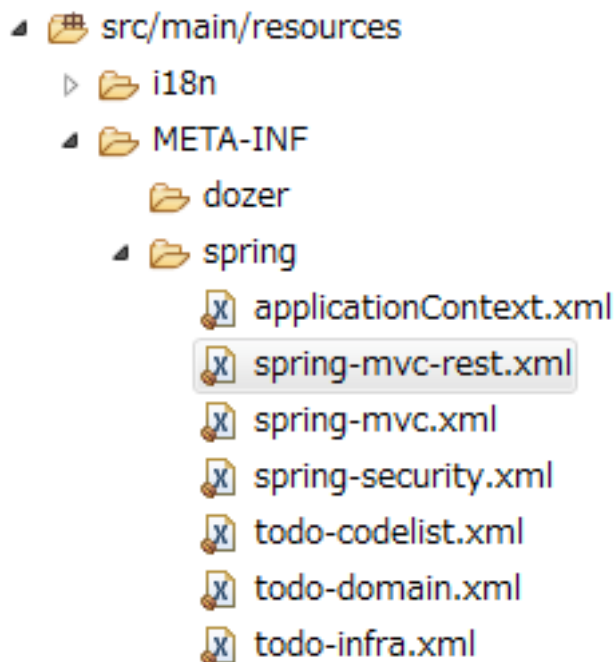 src/main/resources
i18n
META-INF
dozer
spring
applicationContext.xml
spring-mvc-rest.xml
spring-mvc.xml
spring-security.xml
todo-codelist.xml
todo-domain.xml
todo-infra.xml